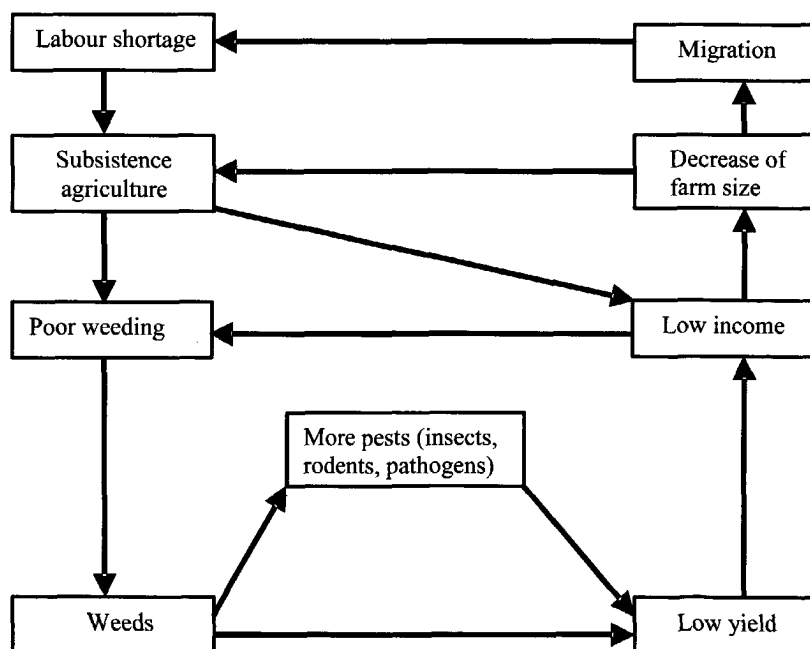 Labour shortage
Migration
Subsistence
agriculture
Decrease of
farm size
Poor weeding
Low income
More pests (insects,
rodents, pathogens)
Weeds
Low yield